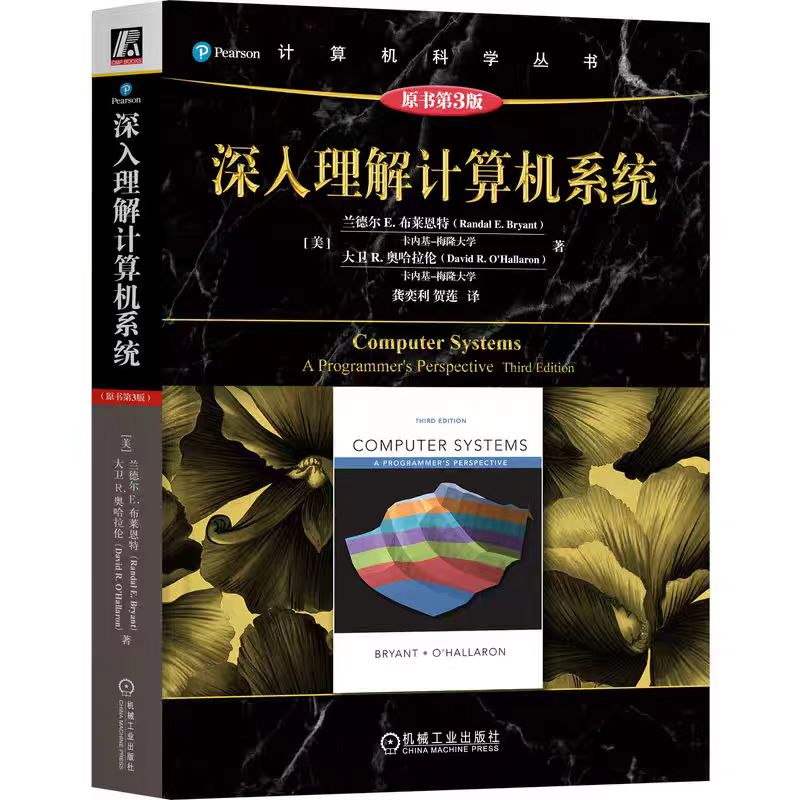 Pearson
计算机科学丛书
原书第3版
深入理解计算机系统
兰德尔 E. 布莱恩特（Randal E. Bryant）
卡内基-梅隆大学
［美］
著
大卫 R. 奥哈拉伦（David R. O'Hallaron）
卡内基-梅隆大学
龚奕利 贺莲 译
Computer Systems
A Programmer's Perspective Third Edition
THIRD EDITION
COMPUTER SYSTEMS
A PROGRAMMER'S PERSPECTIVE
BRYANT • O'HALLARON
机械工业出版社
CHINA MACHINE PRESS
Pearson
深入理解计算机系统
（原书第3版）
［美］
兰德尔 E. 布莱恩特（Randal E. Bryant）
大卫 R. 奥哈拉伦（David R. O'Hallaron）
著
机械工业出版社
CHINA MACHINE PRESS